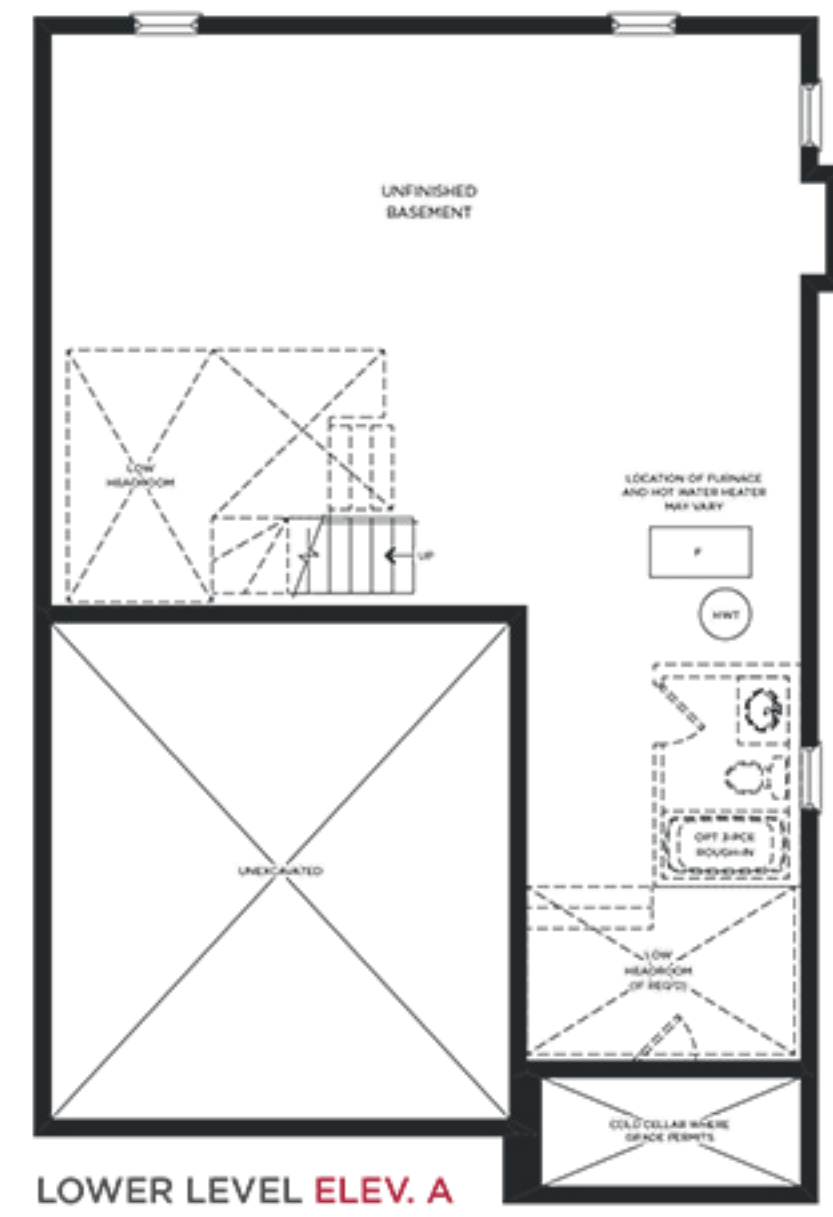 UNFINISHED
BASEMENT
LOW
HEADROOM
LOCATION OF FURNACE
AND HOT WATER HEATER
MAY VARY
F
UP
HWT
OPT 3-PCE
ROUGH-IN
UNEXCAVATED
LOW
HEADROOM
(IF REQ'D)
COLD CELLAR WHERE
GRADE PERMITS
LOWER LEVEL ELEV. A